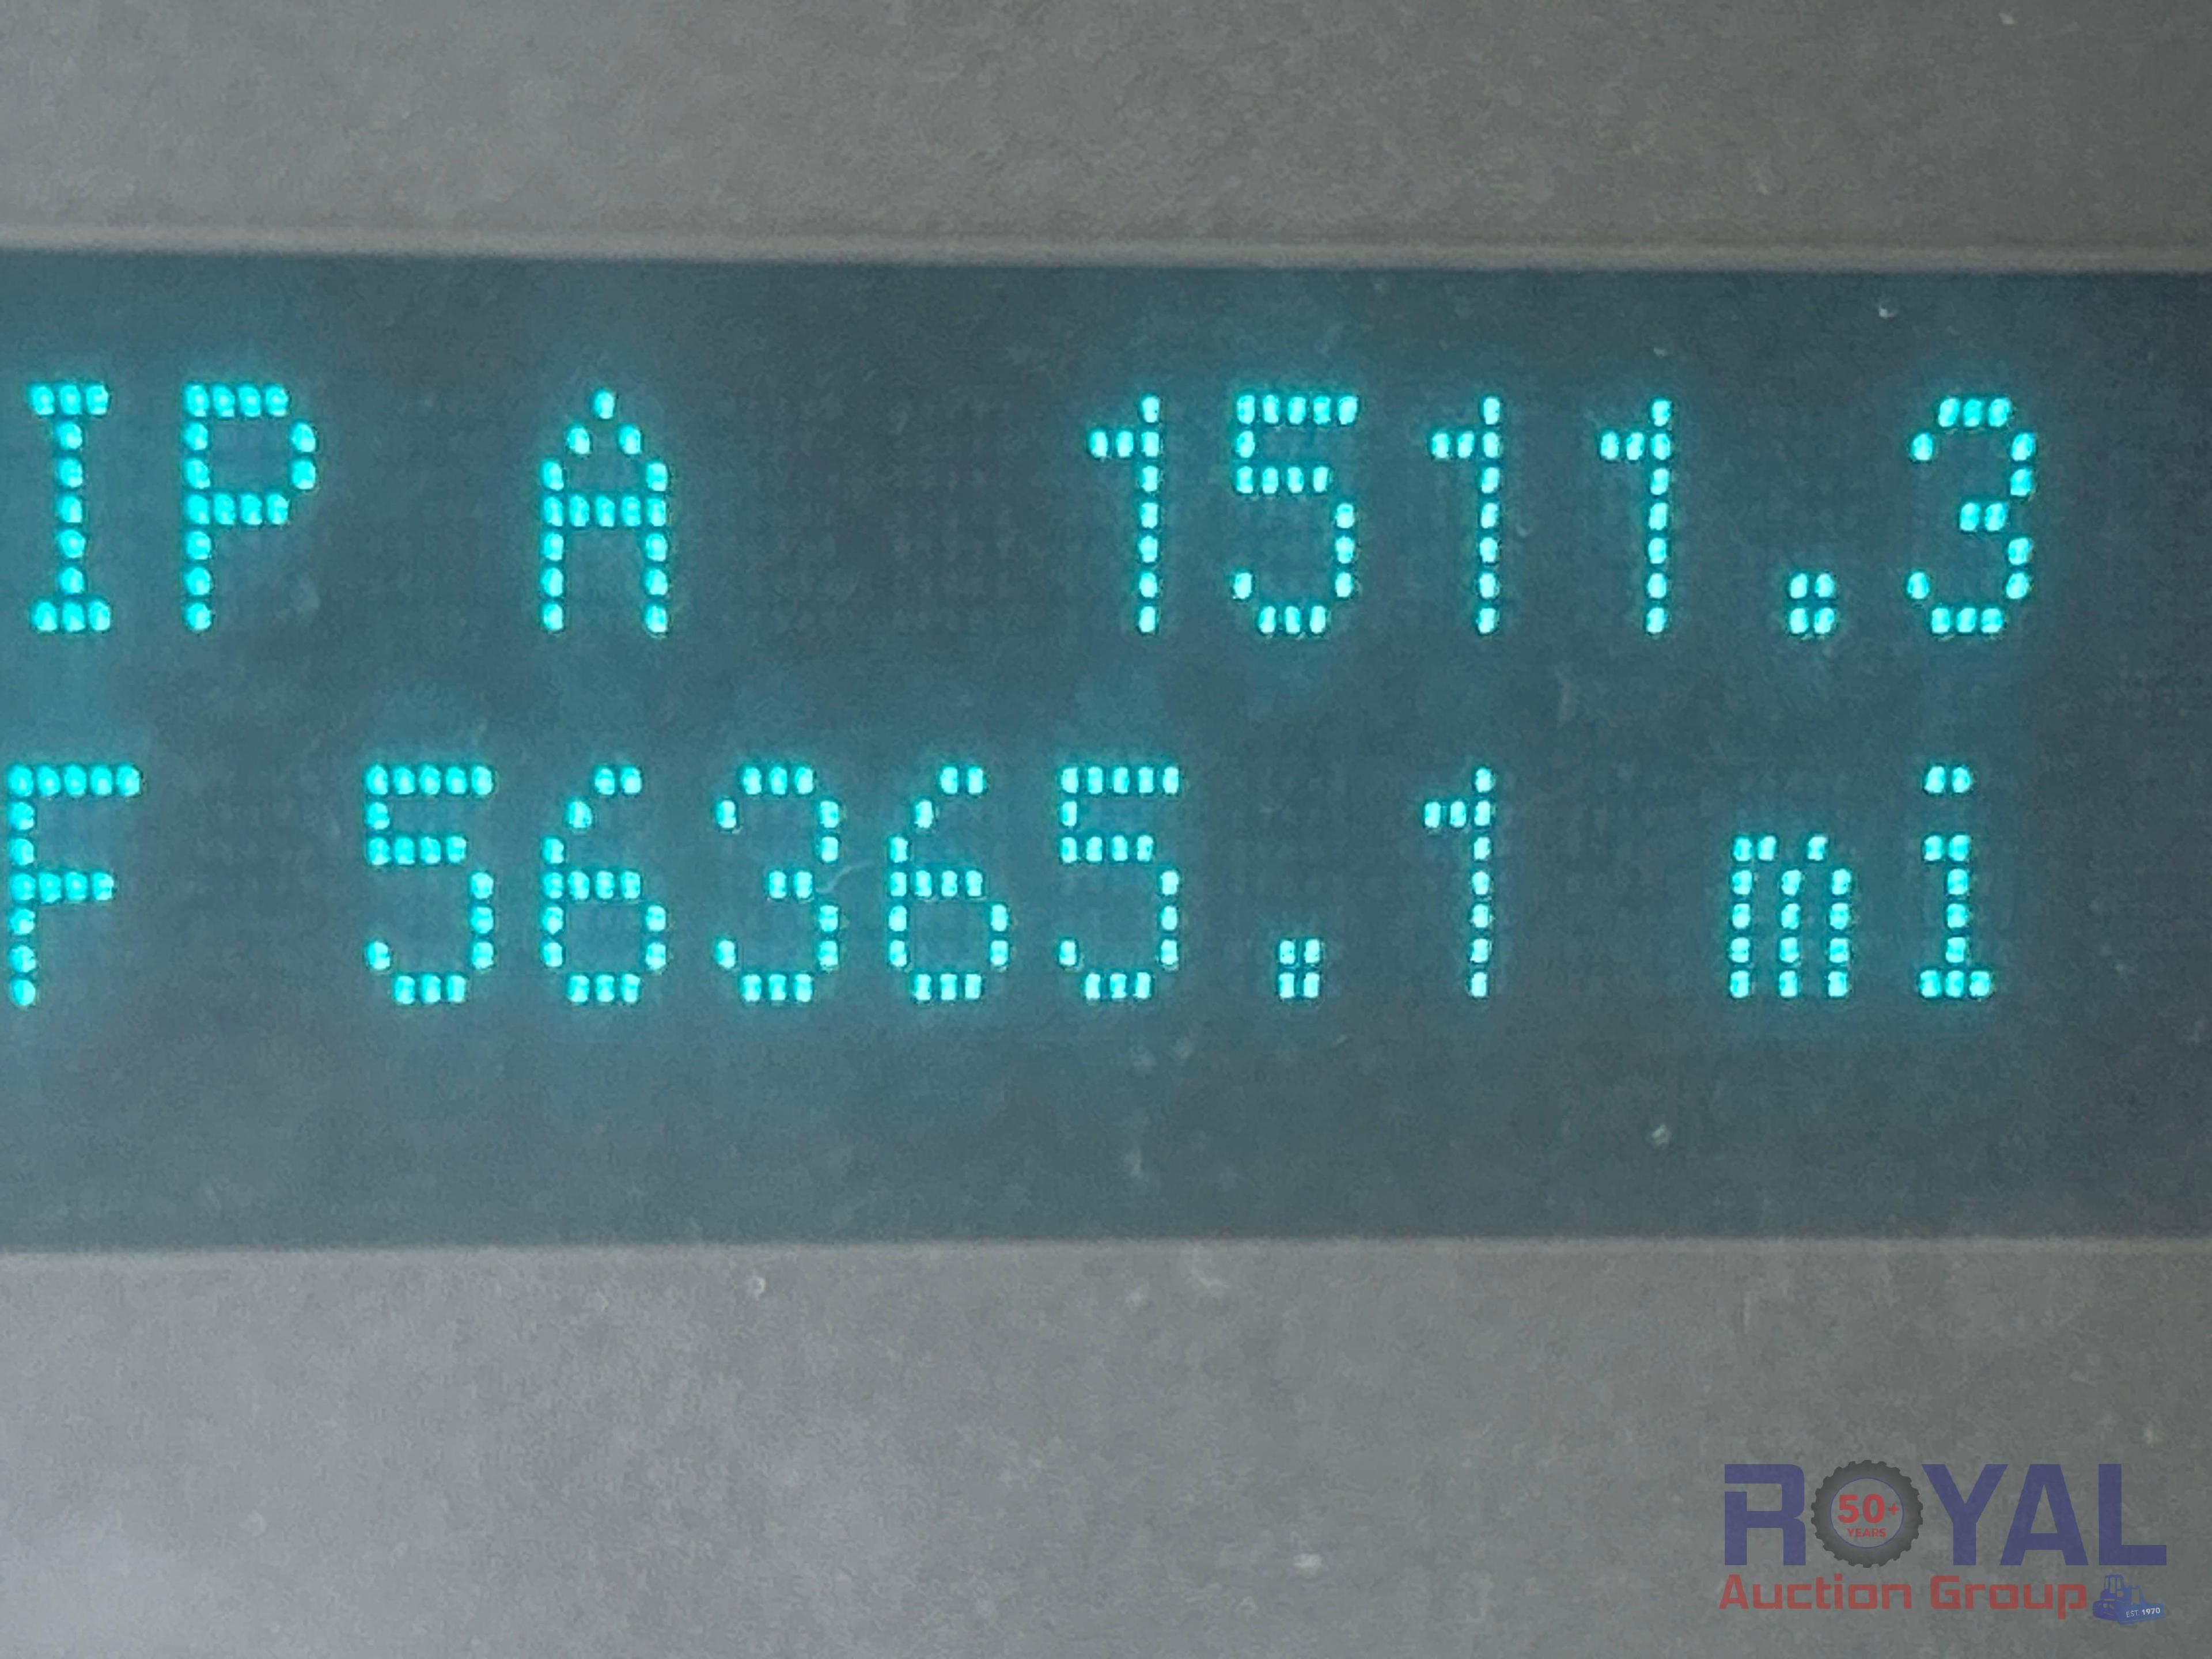 IP A 1511.3
F 56365.1 mi
ROYAL
50+
YEARS
Auction Group
EST. 1970